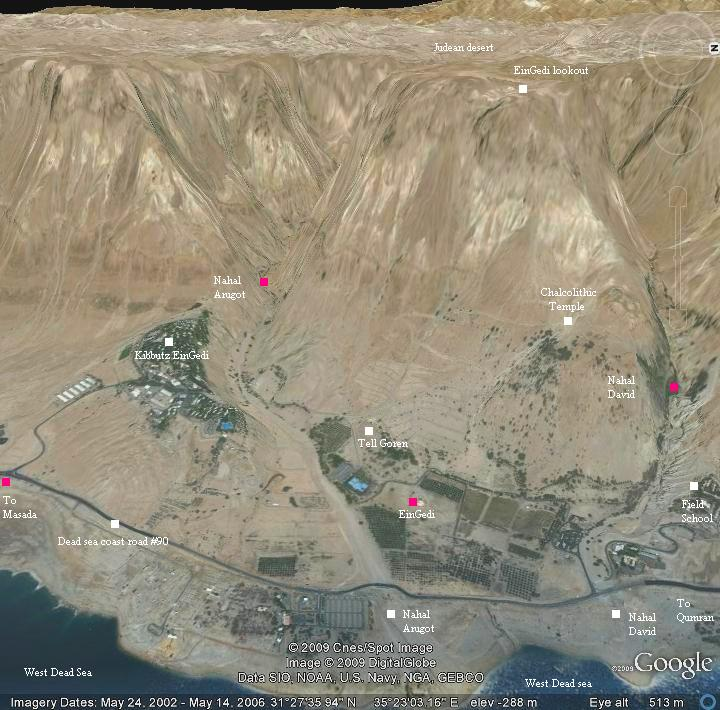 Judean desert
N
EinGedi lookout
Nahal
Arugot
Chalcolithic
Temple
Kibbutz EinGedi
Nahal
David
Tell Goren
To
Masada
EinGedi
Field
School
Dead sea coast road #90
Nahal
Arugot
Nahal
David
To
Qumran
© 2009 Cnes/Spot Image
Image © 2009 DigitalGlobe
Data SIO, NOAA, U.S. Navy, NGA, GEBCO
©2009 Google
West Dead Sea
West Dead sea
Imagery Dates: May 24, 2002 - May 14, 2006 31°27'35.94" N 35°23'03.16" E elev -288 m Eye alt 513 m